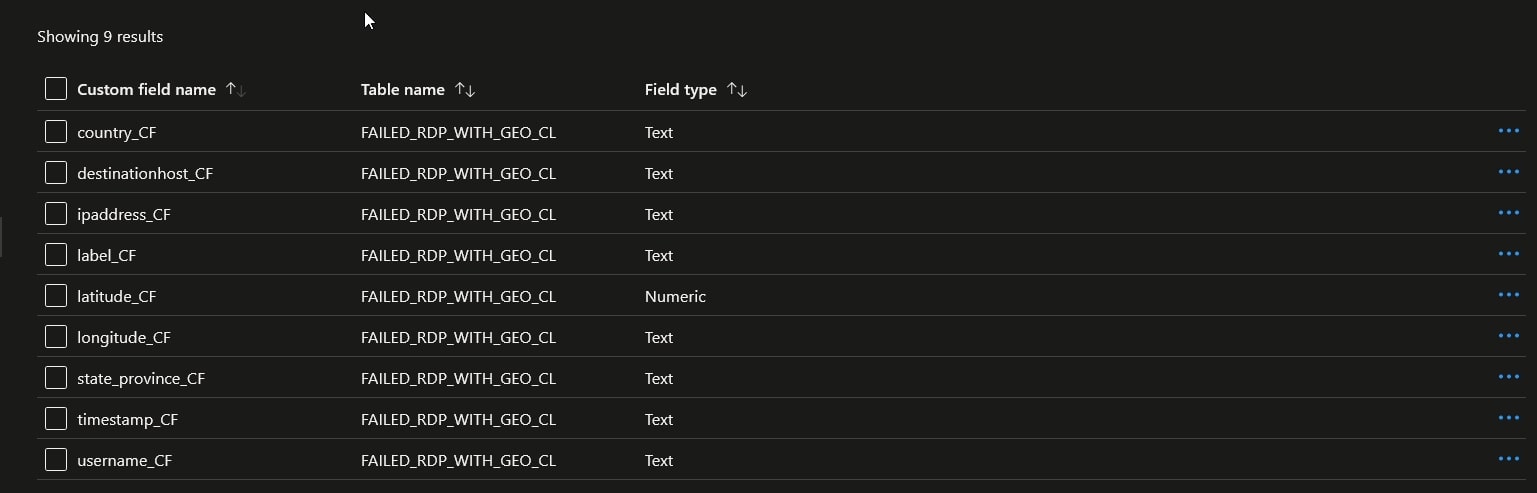 Showing 9 results
Custom field name ↑↓ Table name ↑↓ Field type ↑↓
country_CF FAILED_RDP_WITH_GEO_CL Text
destinationhost_CF FAILED_RDP_WITH_GEO_CL Text
ipaddress_CF FAILED_RDP_WITH_GEO_CL Text
label_CF FAILED_RDP_WITH_GEO_CL Text
latitude_CF FAILED_RDP_WITH_GEO_CL Numeric
longitude_CF FAILED_RDP_WITH_GEO_CL Text
state_province_CF FAILED_RDP_WITH_GEO_CL Text
timestamp_CF FAILED_RDP_WITH_GEO_CL Text
username_CF FAILED_RDP_WITH_GEO_CL Text